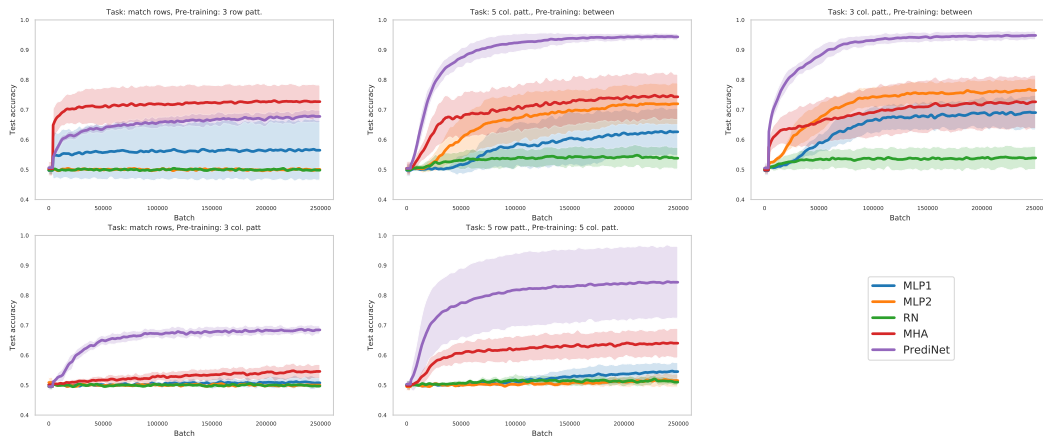 Task: match rows, Pre-training: 3 row patt.
1.0
0.9
0.8
0.7
0.6
0.5
0.4
Test accuracy
0 50000 100000 150000 200000 250000
Batch
Task: 5 col. patt., Pre-training: between
1.0
0.9
0.8
0.7
0.6
0.5
0.4
Test accuracy
0 50000 100000 150000 200000 250000
Batch
Task: 3 col. patt., Pre-training: between
1.0
0.9
0.8
0.7
0.6
0.5
0.4
Test accuracy
0 50000 100000 150000 200000 250000
Batch
Task: match rows, Pre-training: 3 col. patt
1.0
0.9
0.8
0.7
0.6
0.5
0.4
Test accuracy
0 50000 100000 150000 200000 250000
Batch
Task: 5 row patt., Pre-training: 5 col. patt.
1.0
0.9
0.8
0.7
0.6
0.5
0.4
Test accuracy
0 50000 100000 150000 200000 250000
Batch
MLP1
MLP2
RN
MHA
PrediNet